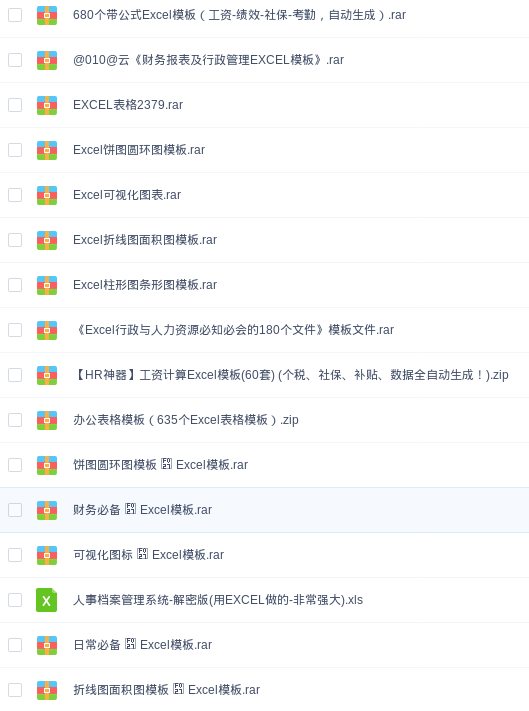 680个带公式Excel模板（工资-绩效-社保-考勤，自动生成）.rar
@010@云《财务报表及行政管理EXCEL模板》.rar
EXCEL表格2379.rar
Excel饼图圆环图模板.rar
Excel可视化图表.rar
Excel折线图面积图模板.rar
Excel柱形图条形图模板.rar
《Excel行政与人力资源必知必会的180个文件》模板文件.rar
【HR神器】工资计算Excel模板(60套) (个税、社保、补贴、数据全自动生成！).zip
办公表格模板（635个Excel表格模板）.zip
饼图圆环图模板 Excel模板.rar
财务必备 Excel模板.rar
可视化图标 Excel模板.rar
人事档案管理系统-解密版(用EXCEL做的-非常强大).xls
日常必备 Excel模板.rar
折线图面积图模板 Excel模板.rar